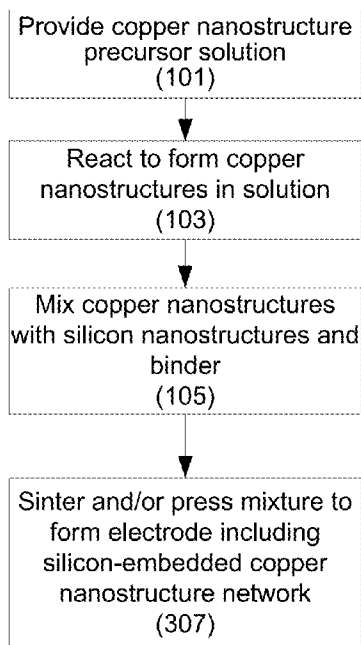 Provide copper nanostructure
precursor solution
(101)
React to form copper
nanostructures in solution
(103)
Mix copper nanostructures
with silicon nanostructures and
binder
(105)
Sinter and/or press mixture to
form electrode including
silicon-embedded copper
nanostructure network
(307)